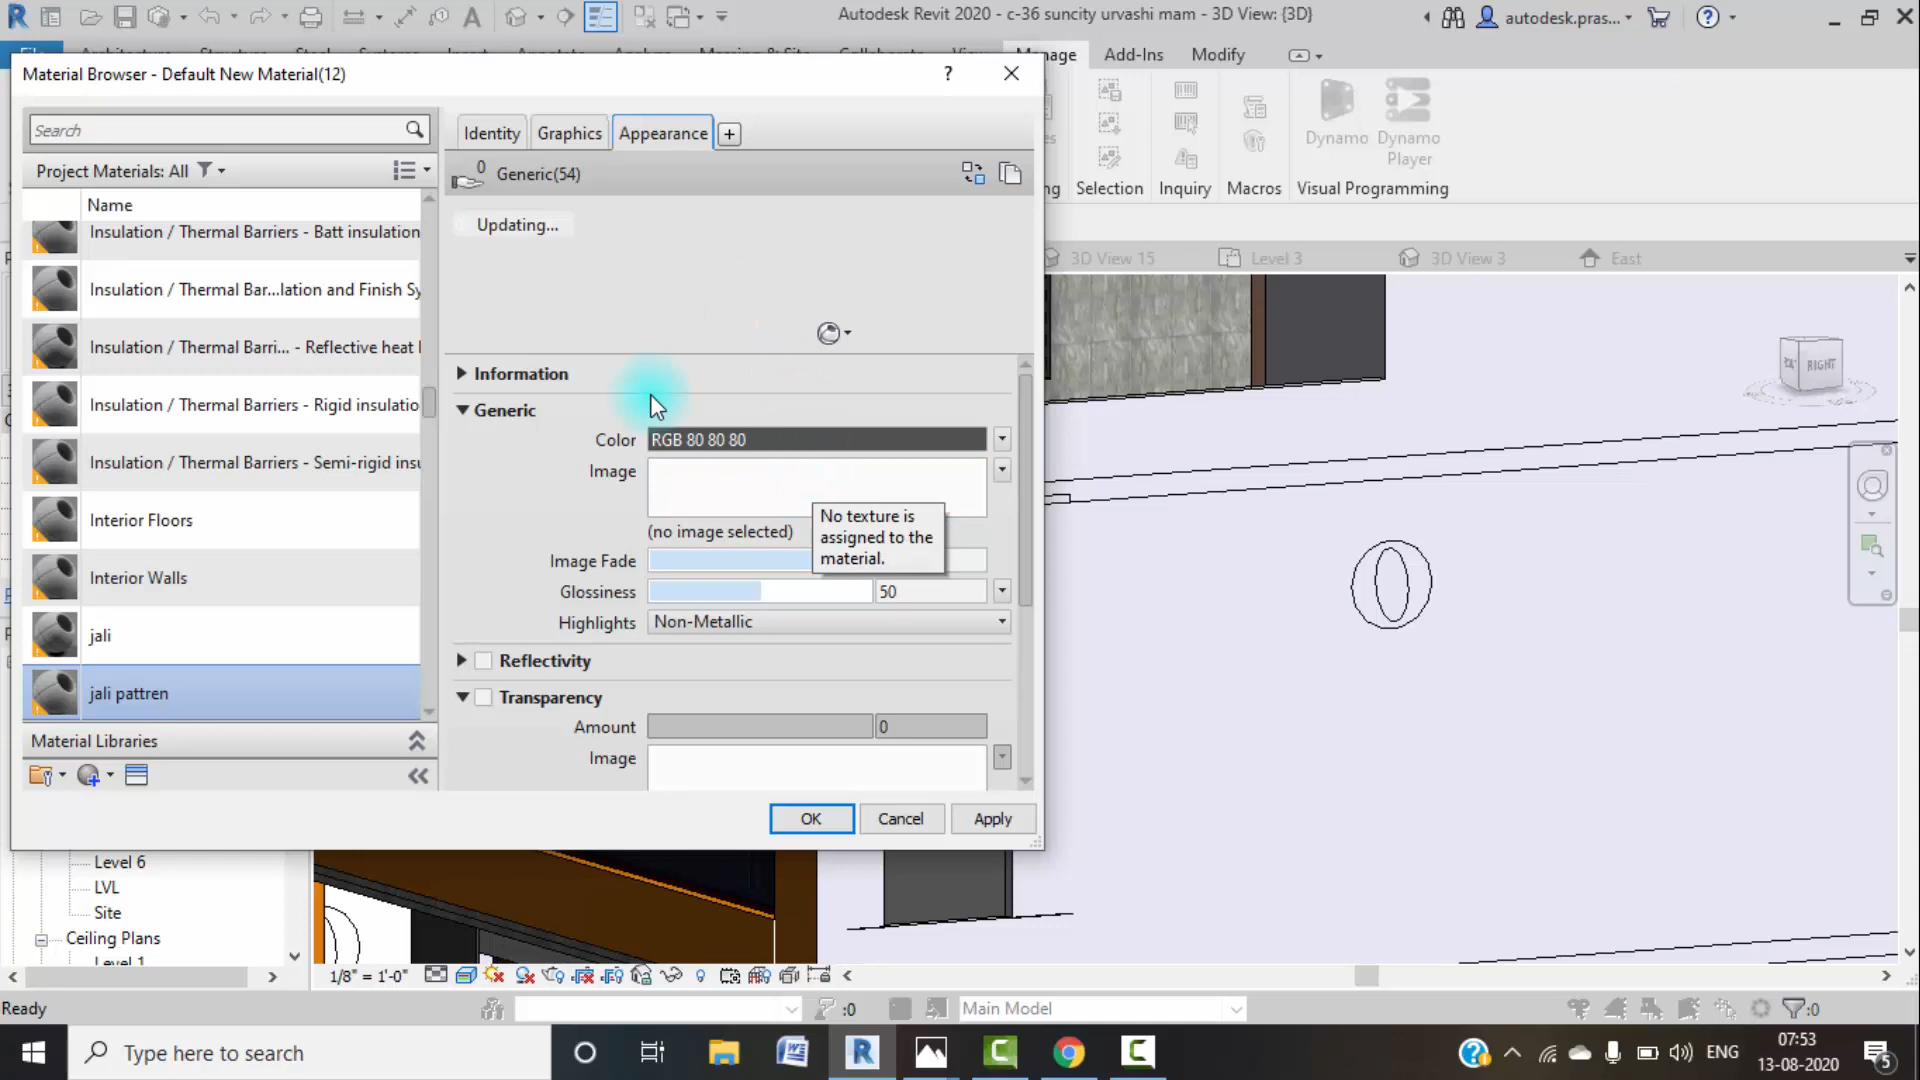 Autodesk Revit 2020 - c-36 suncity urvashi mam - 3D View: {3D}
autodesk.pras...
Manage
Add-Ins
Modify
Material Browser - Default New Material(12)
?
Search
Project Materials: All
Name
Insulation / Thermal Barriers - Batt insulation
Insulation / Thermal Bar...lation and Finish Sy
Insulation / Thermal Barri... - Reflective heat
Insulation / Thermal Barriers - Rigid insulatio
Insulation / Thermal Barriers - Semi-rigid insu
Interior Floors
Interior Walls
jali
jali pattren
Material Libraries
Identity
Graphics
Appearance
+
0
Generic(54)
Updating...
Information
Generic
Color
RGB 80 80 80
Image
(no image selected)
No texture is
assigned to the
material.
Image Fade
Glossiness
50
Highlights
Non-Metallic
Reflectivity
Transparency
Amount
0
Image
OK
Cancel
Apply
Dynamo
Dynamo
Player
Selection
Inquiry
Macros
Visual Programming
3D View 15
Level 3
3D View 3
East
RIGHT
Level 6
LVL
Site
Ceiling Plans
Level 1
1/8" = 1'-0"
Ready
:0
Main Model
:0
Type here to search
ENG
07:53
13-08-2020
5